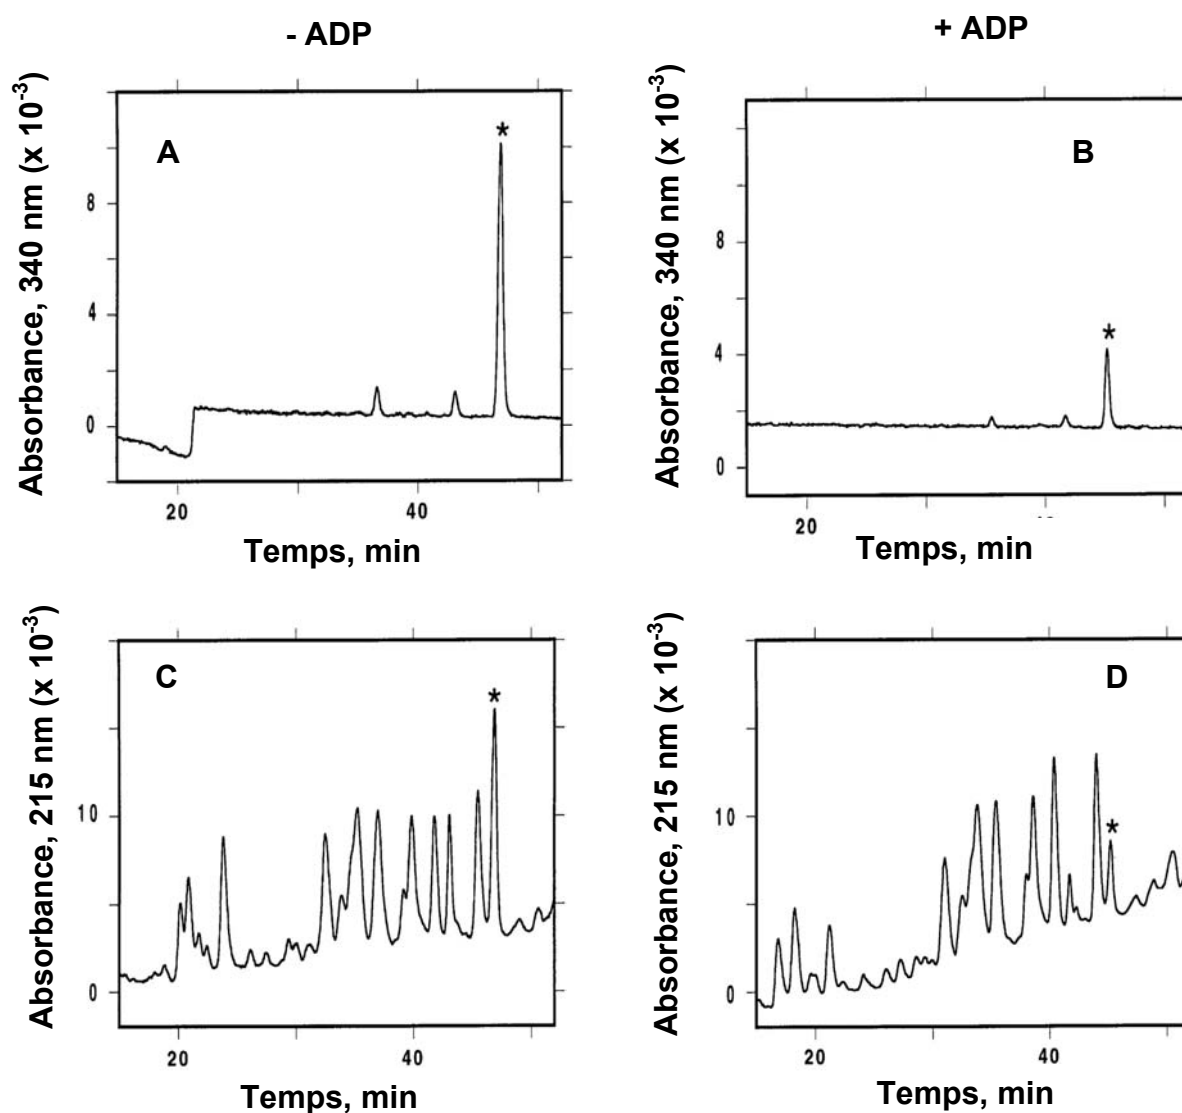 - ADP
+ ADP
Absorbance, 340 nm (x 10-3)
A
*
8
4
0
20
40
Temps, min
Absorbance, 340 nm (x 10-3)
B
*
8
4
0
20
Temps, min
Absorbance, 215 nm (x 10-3)
C
*
10
0
20
40
Temps, min
Absorbance, 215 nm (x 10-3)
D
*
10
0
20
40
Temps, min